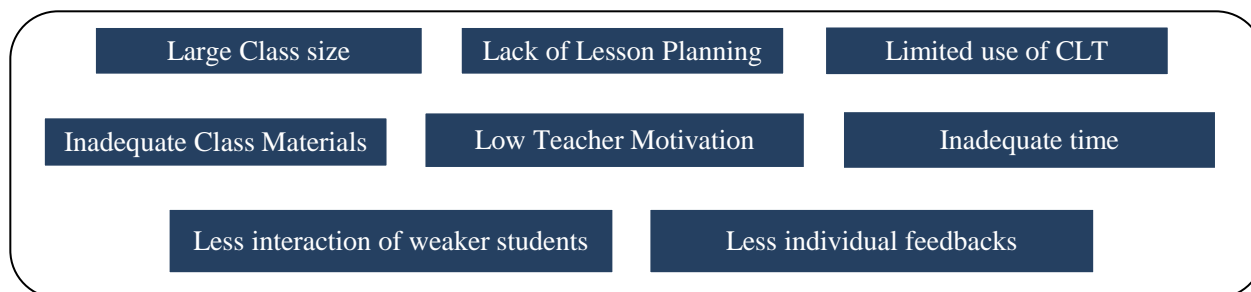 Large Class size
Lack of Lesson Planning
Limited use of CLT
Inadequate Class Materials
Low Teacher Motivation
Inadequate time
Less interaction of weaker students
Less individual feedbacks